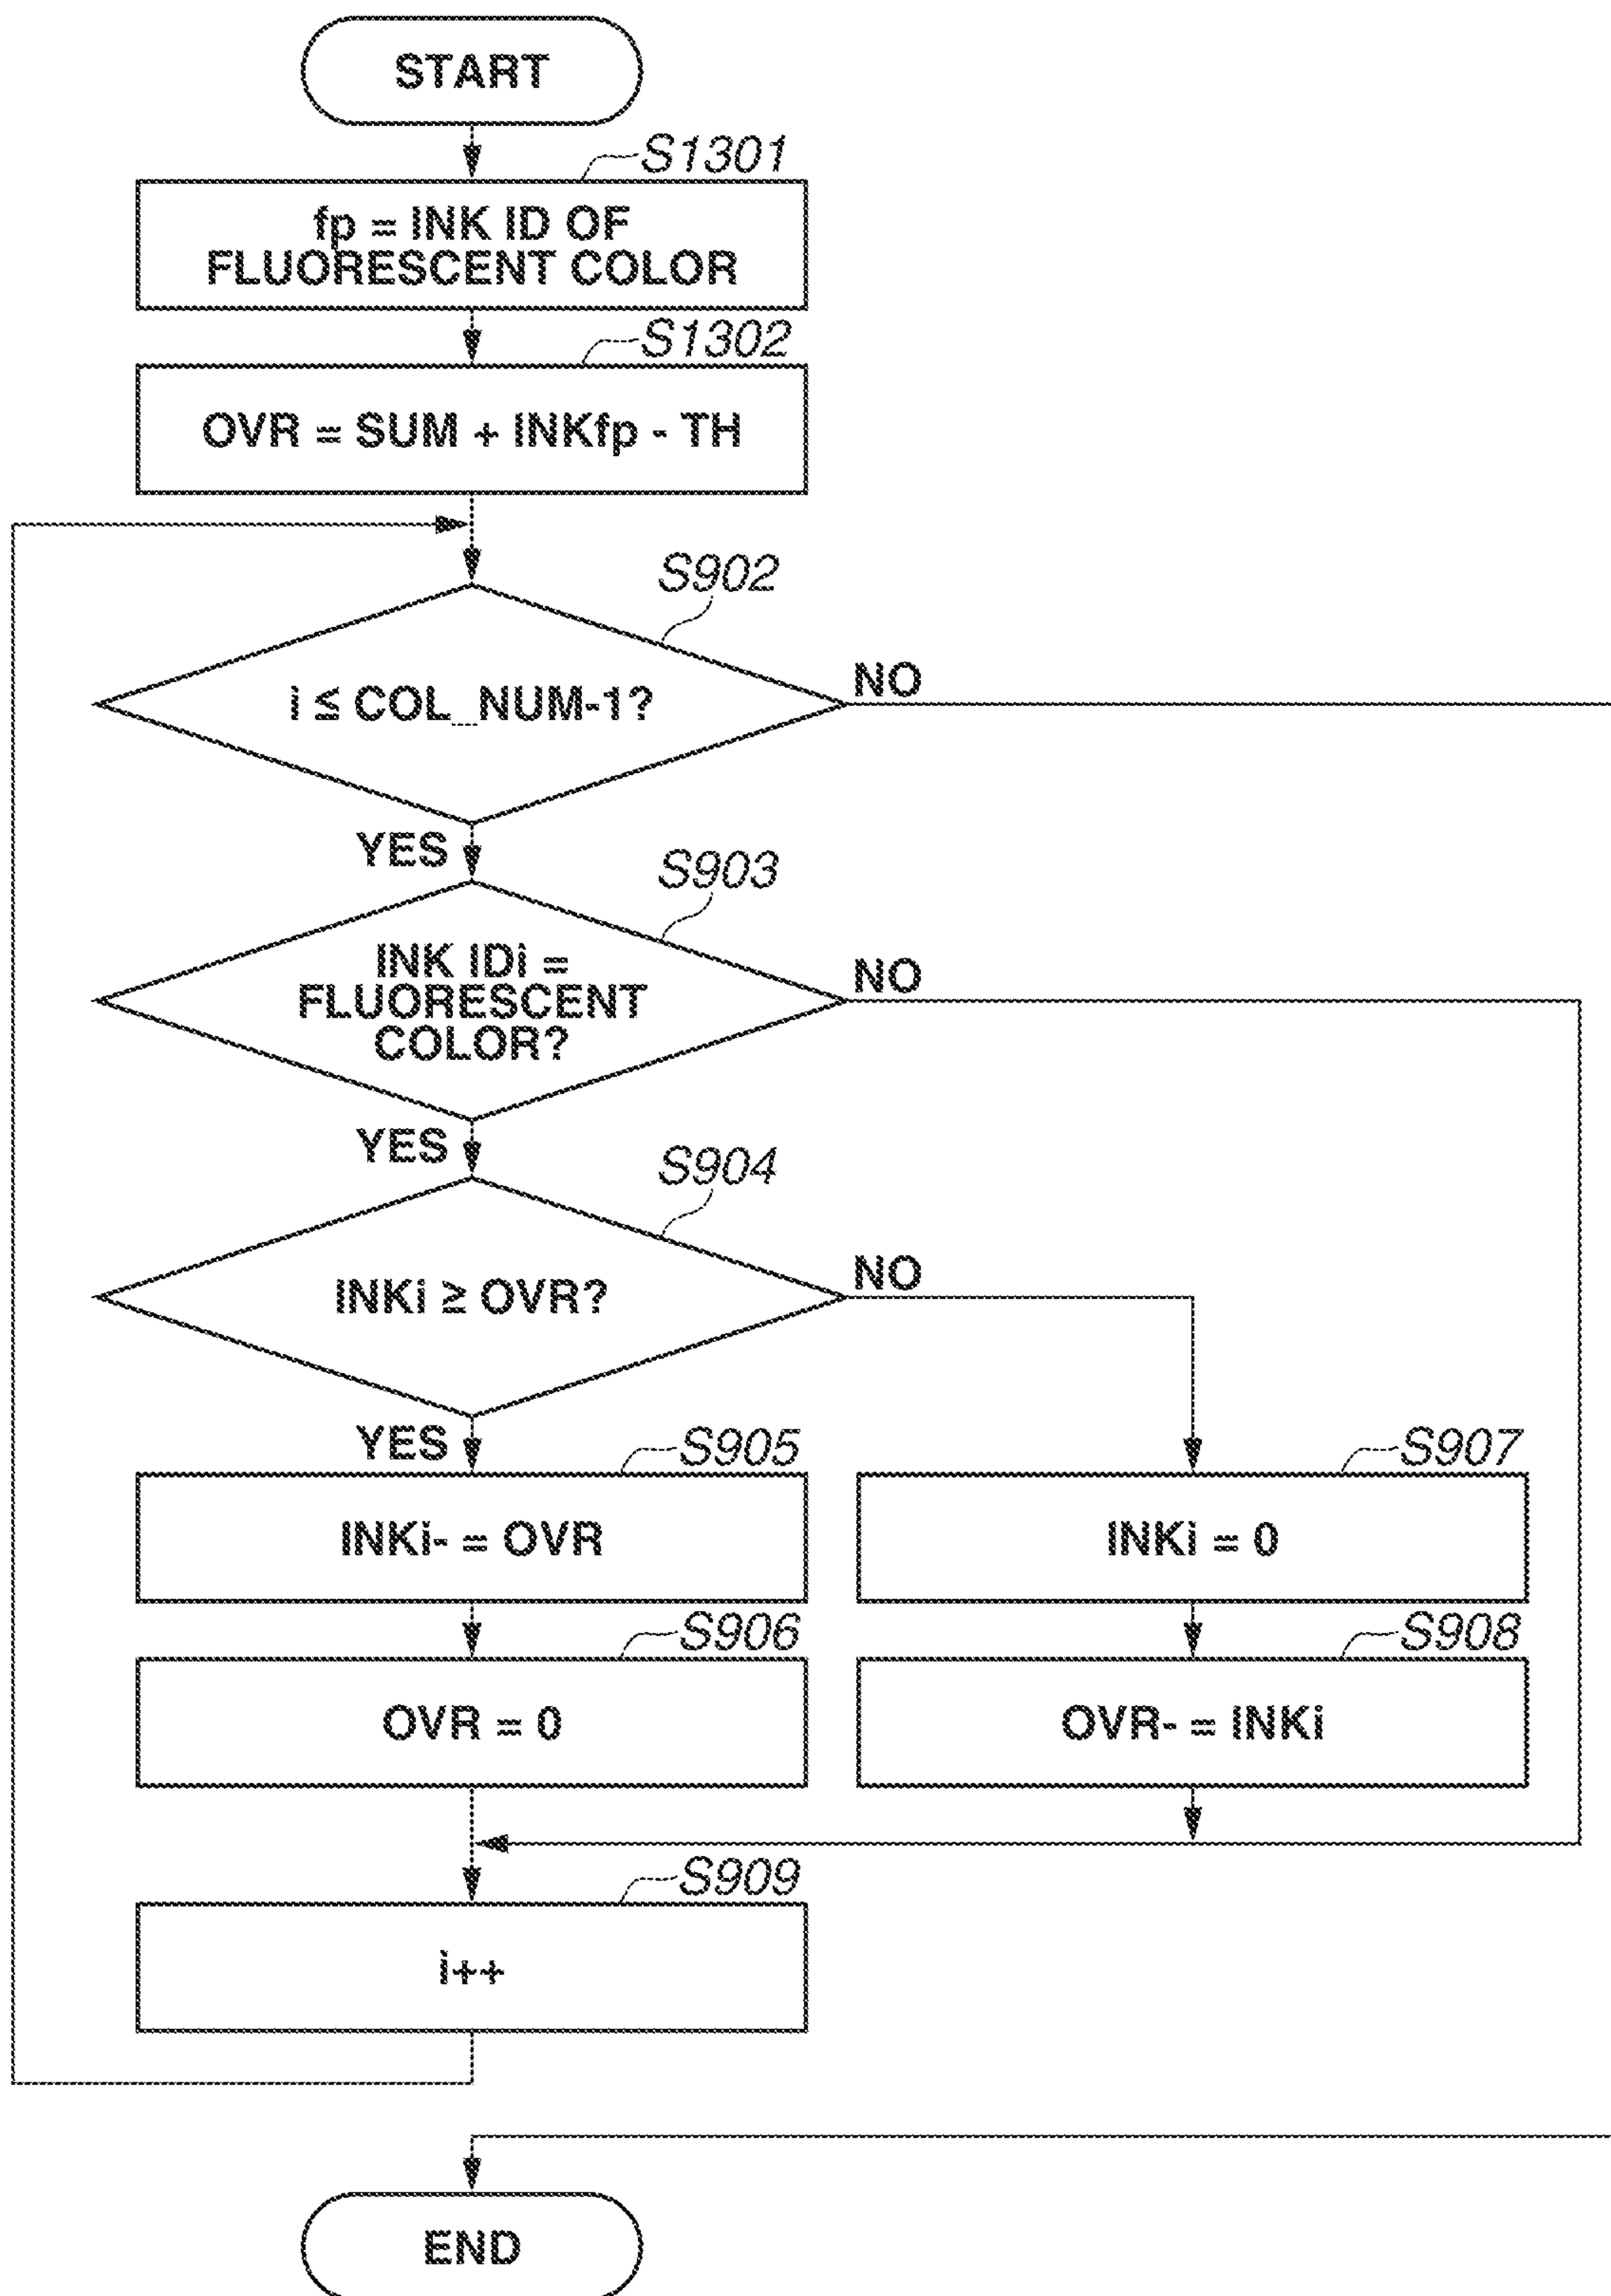 START
S1301
fp = INK ID OF
FLUORESCENT COLOR
S1302
OVR = SUM + INKfp - TH
S902
i ≤ COL_NUM-1?
NO
YES
S903
INK IDi =
FLUORESCENT
COLOR?
NO
YES
S904
INKi ≥ OVR?
NO
YES
S905
INKi- = OVR
S907
INKi = 0
S906
OVR = 0
S908
OVR- = INKi
S909
i++
END